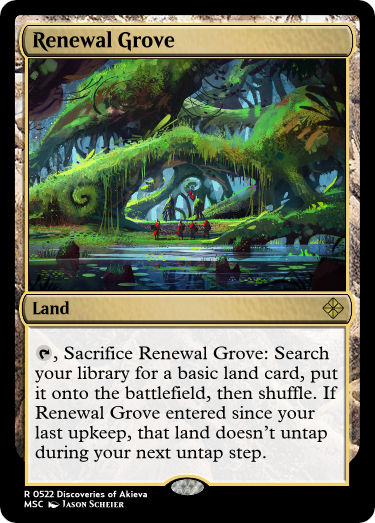 Renewal Grove
Land
, Sacrifice Renewal Grove: Search
your library for a basic land card, put
it onto the battlefield, then shuffle. If
Renewal Grove entered since your
last upkeep, that land doesn’t untap
during your next untap step.
R 0522 Discoveries of Akieva
MSC Jason Scheier